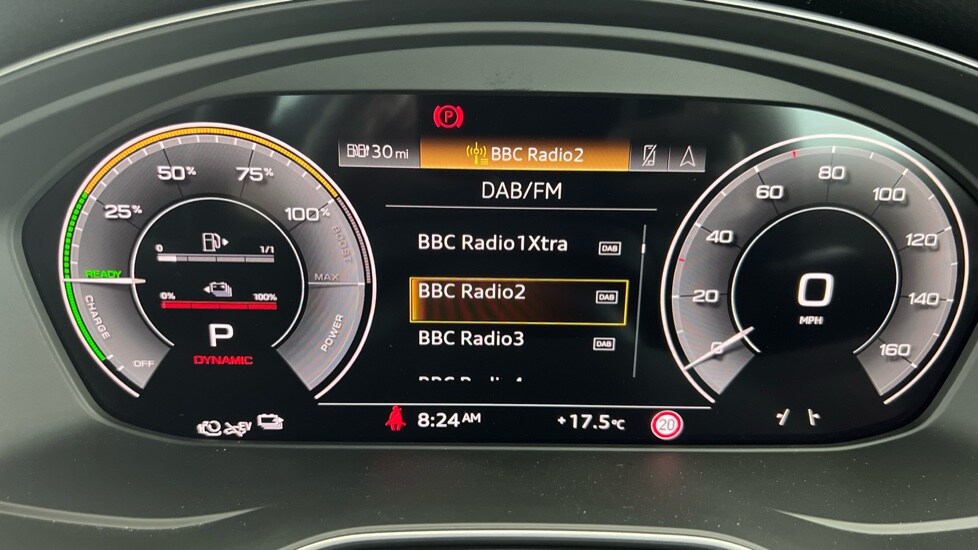 P
30 mi
BBC Radio2
DAB/FM
BBC Radio1Xtra DAB
BBC Radio2 DAB
BBC Radio3 DAB
25%
50%
75%
100%
BOOST
MAX
POWER
READY
CHARGE
OFF
0 1/1
0% 100%
P
DYNAMIC
EV
8:24AM
+17.5°C
20
0
20
40
60
80
100
120
140
160
0
MPH